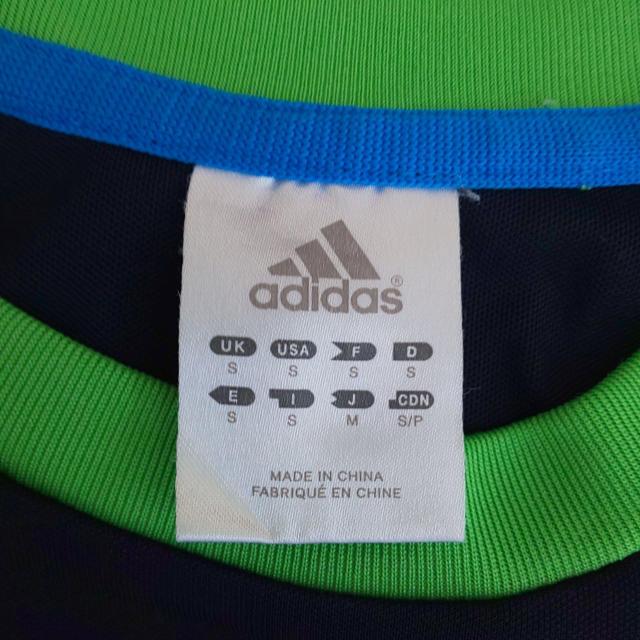 adidas®
UK USA F D
S S S S
E I J CDN
S S M S/P
MADE IN CHINA
FABRIQUÉ EN CHINE